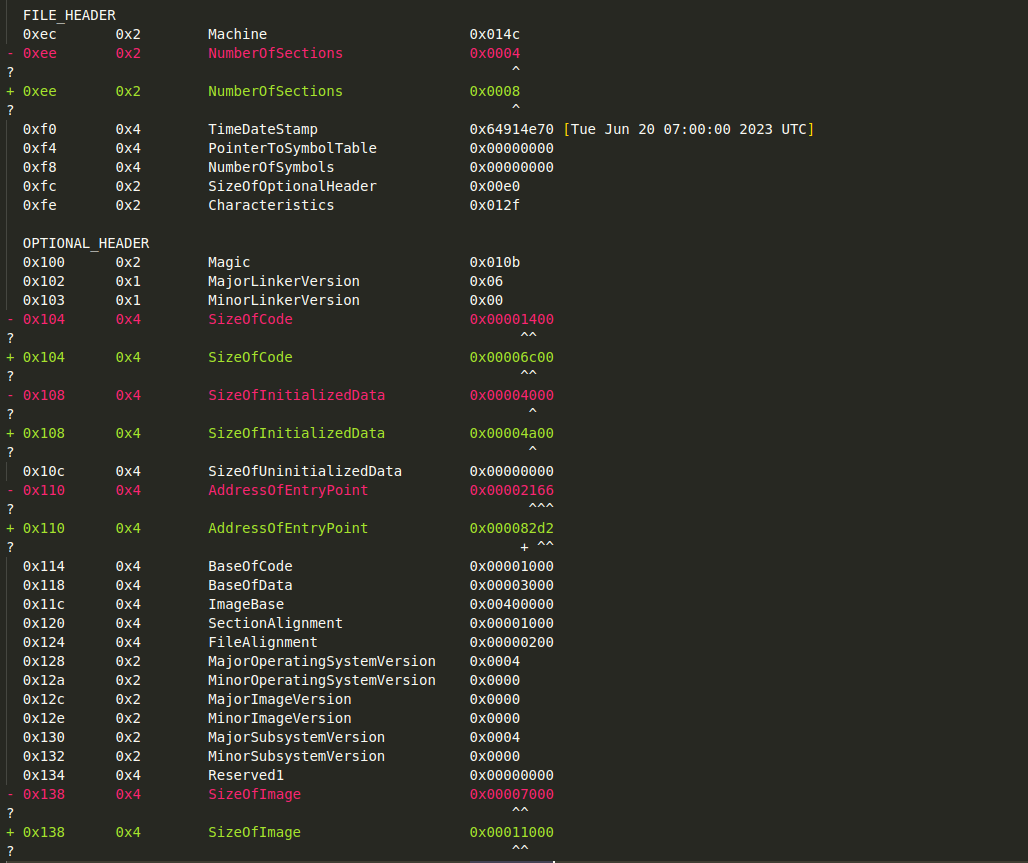 FILE_HEADER
0xec 0x2 Machine 0x014c
- 0xee 0x2 NumberOfSections 0x0004
? ^
+ 0xee 0x2 NumberOfSections 0x0008
? ^
0xf0 0x4 TimeDateStamp 0x64914e70 [Tue Jun 20 07:00:00 2023 UTC]
0xf4 0x4 PointerToSymbolTable 0x00000000
0xf8 0x4 NumberOfSymbols 0x00000000
0xfc 0x2 SizeOfOptionalHeader 0x00e0
0xfe 0x2 Characteristics 0x012f
OPTIONAL_HEADER
0x100 0x2 Magic 0x010b
0x102 0x1 MajorLinkerVersion 0x06
0x103 0x1 MinorLinkerVersion 0x00
- 0x104 0x4 SizeOfCode 0x00001400
? ^^
+ 0x104 0x4 SizeOfCode 0x00006c00
? ^^
- 0x108 0x4 SizeOfInitializedData 0x00004000
? ^
+ 0x108 0x4 SizeOfInitializedData 0x00004a00
? ^
0x10c 0x4 SizeOfUninitializedData 0x00000000
- 0x110 0x4 AddressOfEntryPoint 0x00002166
? ^^^
+ 0x110 0x4 AddressOfEntryPoint 0x000082d2
? + ^^
0x114 0x4 BaseOfCode 0x00001000
0x118 0x4 BaseOfData 0x00003000
0x11c 0x4 ImageBase 0x00400000
0x120 0x4 SectionAlignment 0x00001000
0x124 0x4 FileAlignment 0x00000200
0x128 0x2 MajorOperatingSystemVersion 0x0004
0x12a 0x2 MinorOperatingSystemVersion 0x0000
0x12c 0x2 MajorImageVersion 0x0000
0x12e 0x2 MinorImageVersion 0x0000
0x130 0x2 MajorSubsystemVersion 0x0004
0x132 0x2 MinorSubsystemVersion 0x0000
0x134 0x4 Reserved1 0x00000000
- 0x138 0x4 SizeOfImage 0x00007000
? ^^
+ 0x138 0x4 SizeOfImage 0x00011000
? ^^